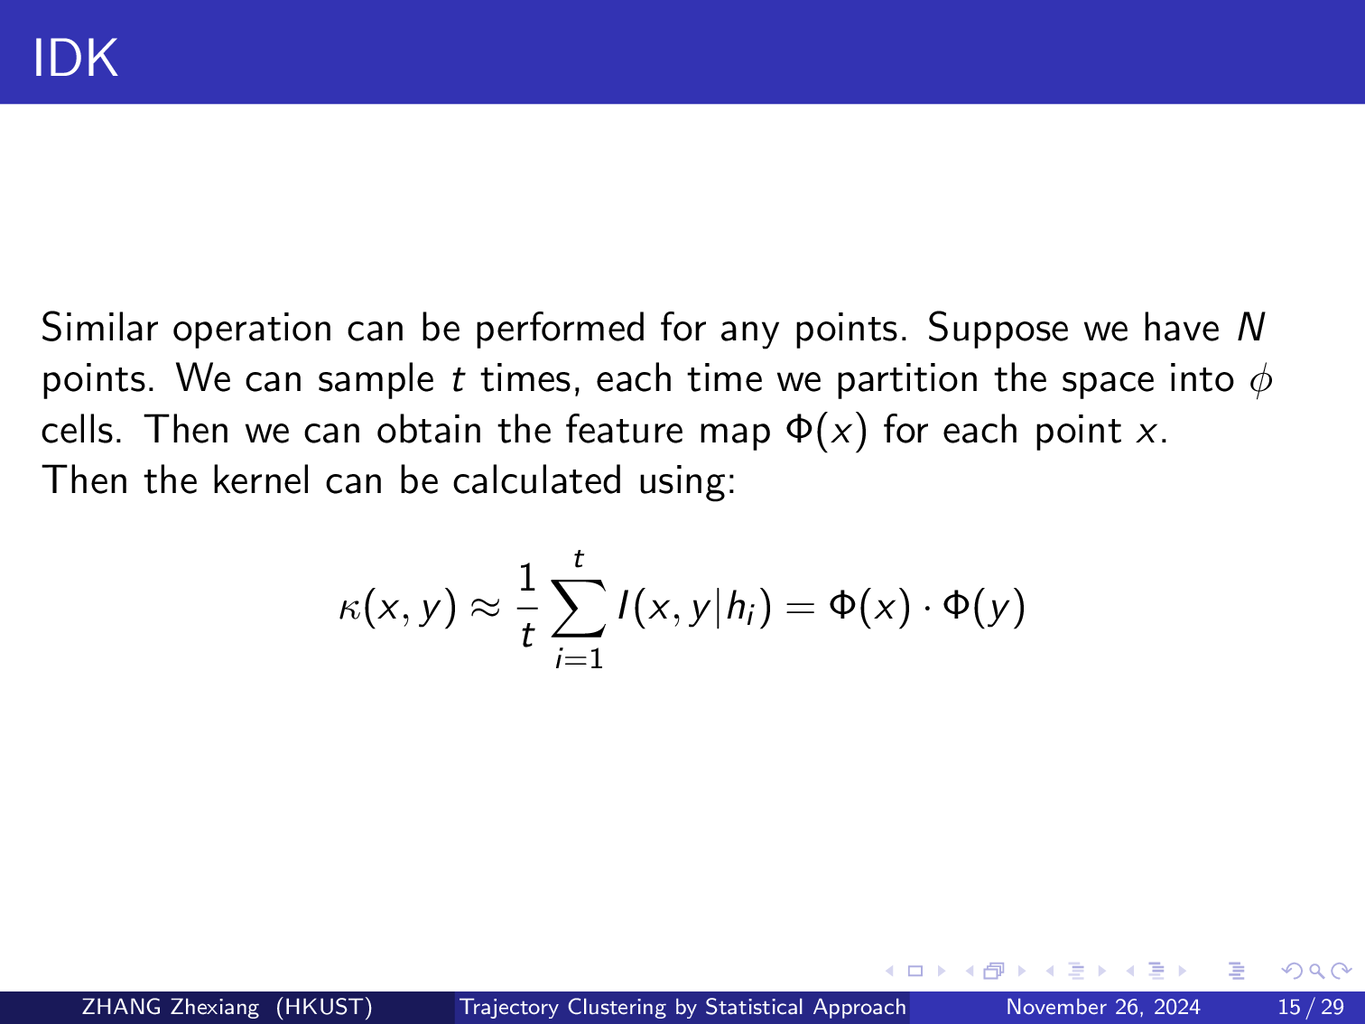 IDK
Similar operation can be performed for any points. Suppose we have N
points. We can sample t times, each time we partition the space into ϕ
cells. Then we can obtain the feature map Φ(x) for each point x.
Then the kernel can be calculated using:
κ(x, y) ≈ \frac{1}{t} \sum_{i=1}^{t} I(x, y|h_i) = Φ(x) · Φ(y)
ZHANG Zhexiang (HKUST) Trajectory Clustering by Statistical Approach November 26, 2024 15 / 29